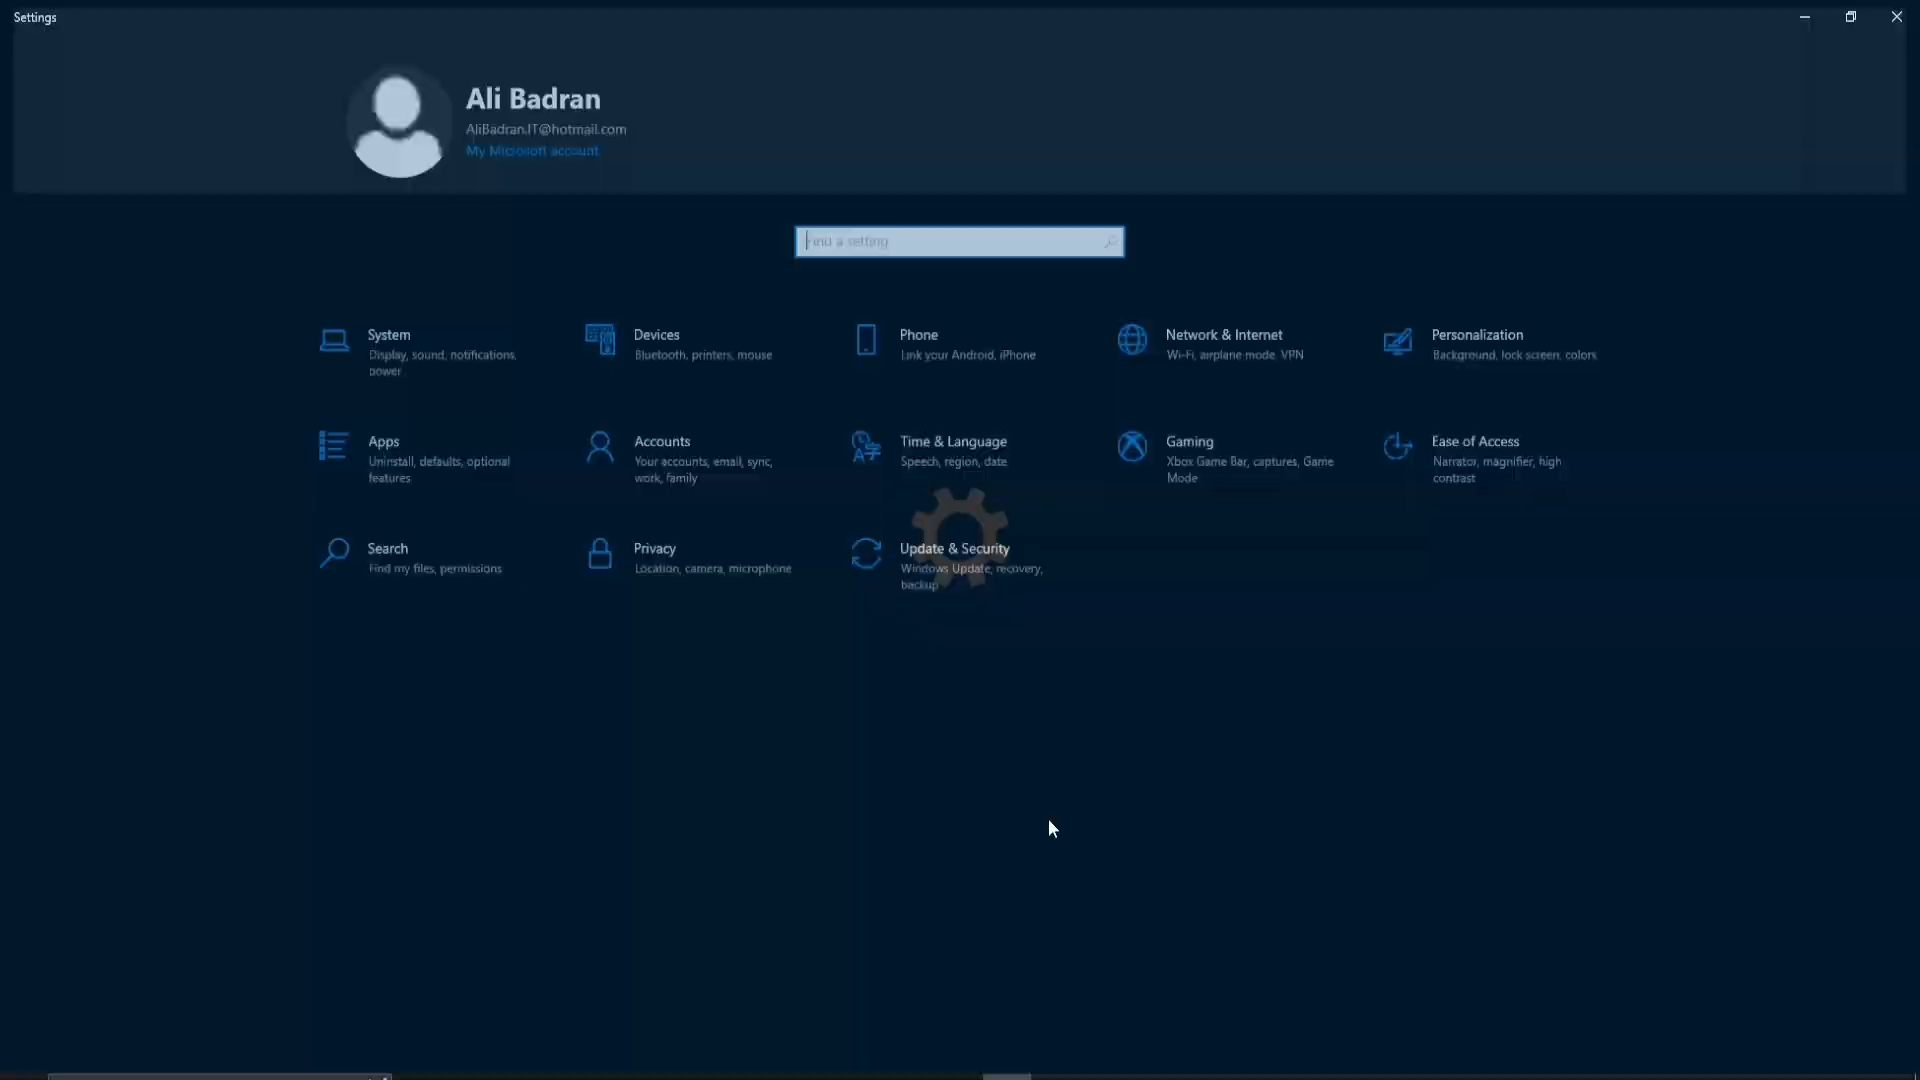 Settings
Ali Badran
AliBadran.IT@hotmail.com
My Microsoft account
Find a setting
System
Display, sound, notifications,
power
Devices
Bluetooth, printers, mouse
Phone
Link your Android, iPhone
Network & Internet
Wi-Fi, airplane mode, VPN
Personalization
Background, lock screen, colors
Apps
Uninstall, defaults, optional
features
Accounts
Your accounts, email, sync,
work, family
Time & Language
Speech, region, date
Gaming
Xbox Game Bar, captures, Game
Mode
Ease of Access
Narrator, magnifier, high
contrast
Search
Find my files, permissions
Privacy
Location, camera, microphone
Update & Security
Windows Update, recovery,
backup